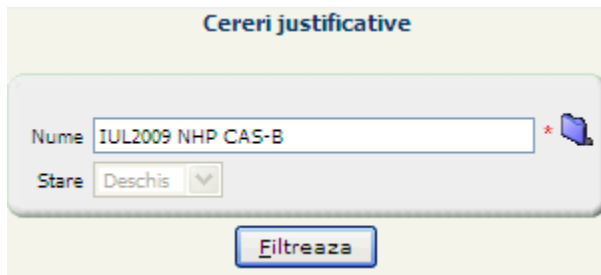 Cereri justificative
Nume IUL2009 NHP CAS-B *
Stare Deschis
Filtreaza